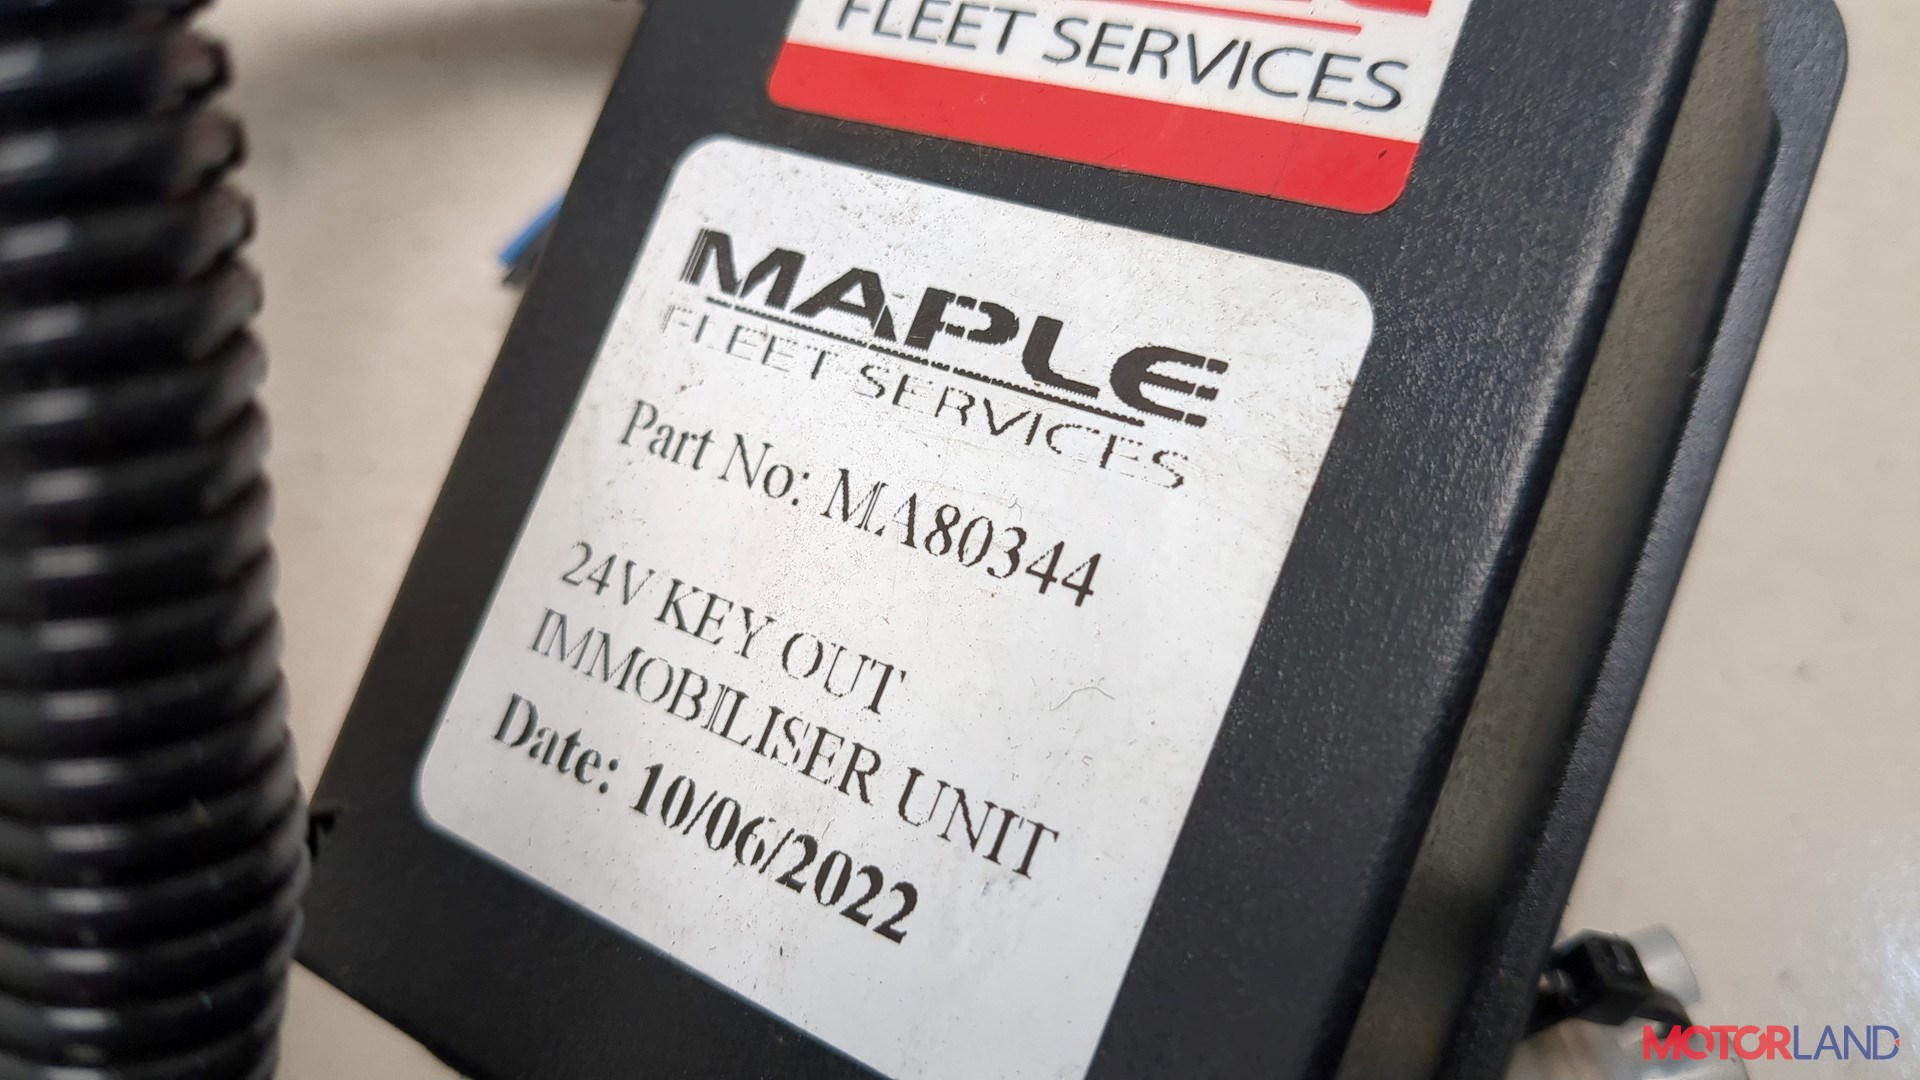 FLEET SERVICES
MAPLE
FLEET SERVICES
Part No: MA80344
24V KEY OUT
IMMOBILISER UNIT
Date: 10/06/2022
MOTORLAND